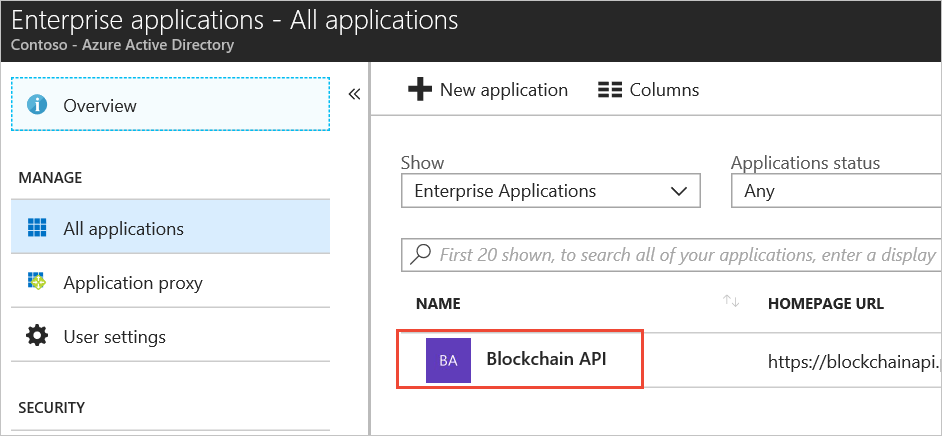 Enterprise applications - All applications
Contoso - Azure Active Directory
Overview
MANAGE
All applications
Application proxy
User settings
SECURITY
New application
Columns
Show
Applications status
Enterprise Applications
Any
First 20 shown, to search all of your applications, enter a display
NAME
HOMEPAGE URL
BA
Blockchain API
https://blockchainapi.